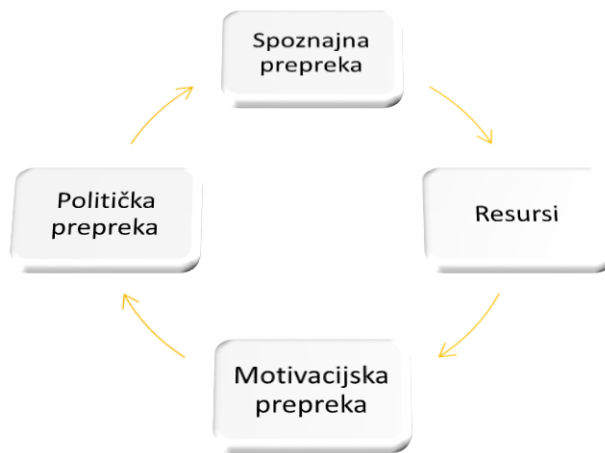 Spoznajna
prepreka
Resursi
Motivacijska
prepreka
Politička
prepreka